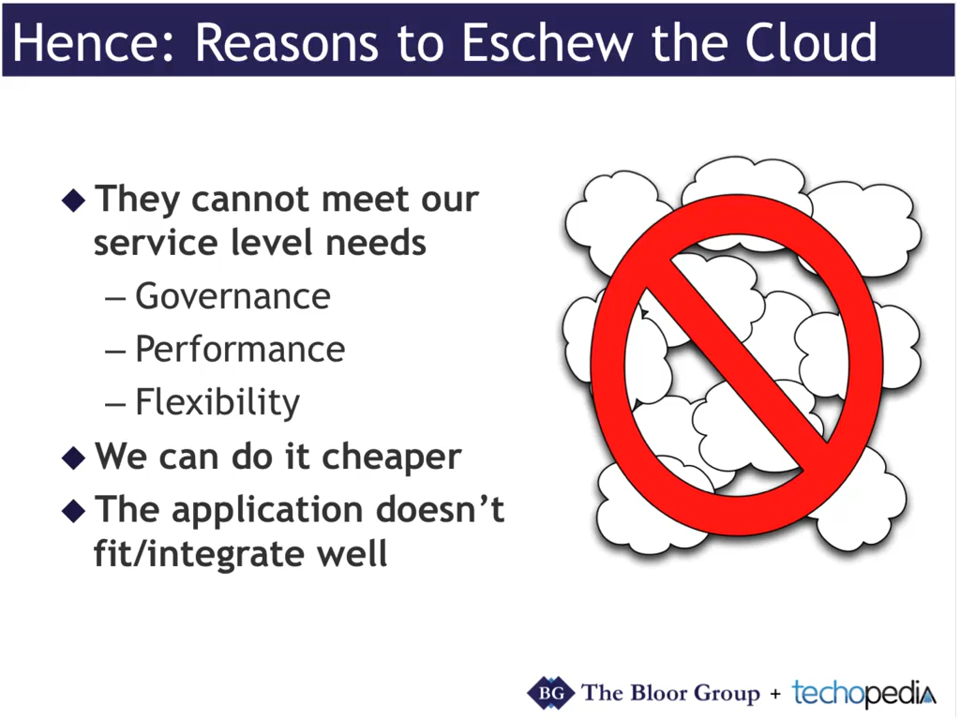 Hence: Reasons to Eschew the Cloud
◆ They cannot meet our
service level needs
– Governance
– Performance
– Flexibility
◆ We can do it cheaper
◆ The application doesn’t
fit/integrate well
BG The Bloor Group + techopedia